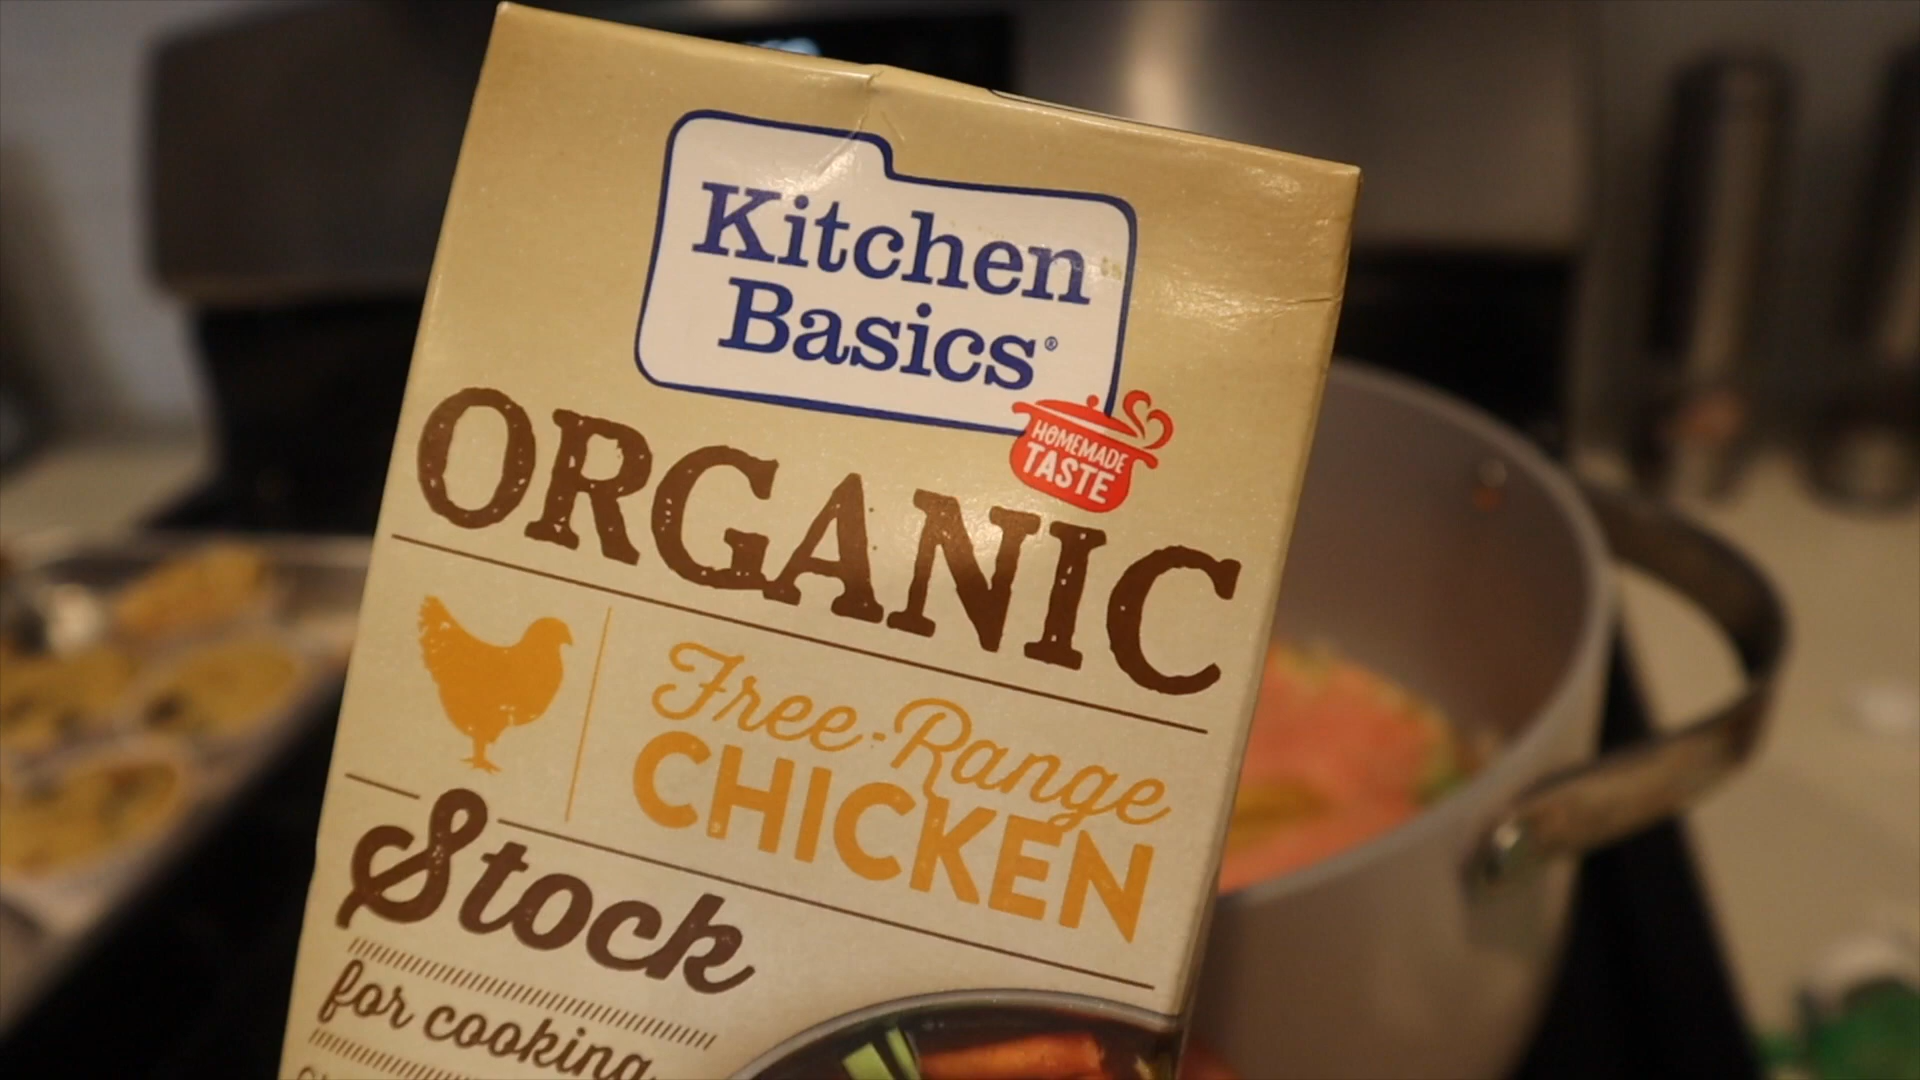 Kitchen
Basics®
HOMEMADE
TASTE
ORGANIC
Free-Range
CHICKEN
Stock
for cooking